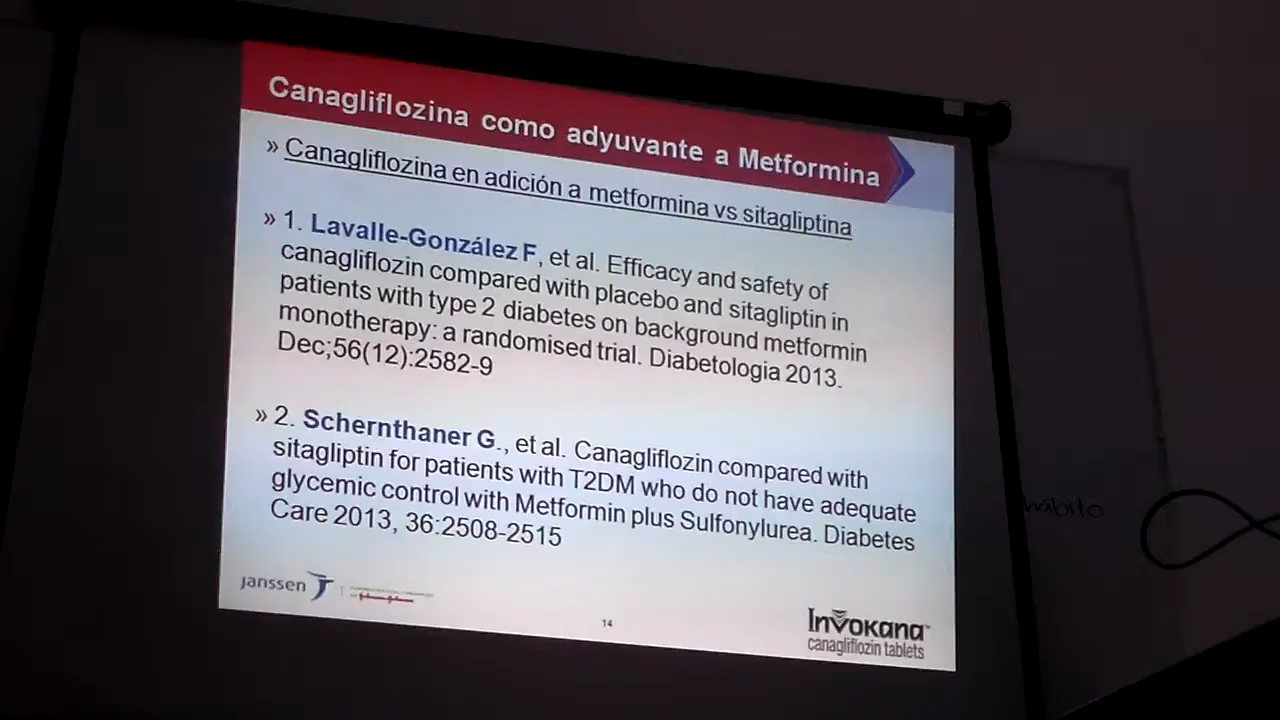 Canagliflozina como adyuvante a Metformina
» Canagliflozina en adición a metformina vs sitagliptina
» 1. Lavalle-González F, et al. Efficacy and safety of
canagliflozin compared with placebo and sitagliptin in
patients with type 2 diabetes on background metformin
monotherapy: a randomised trial. Diabetologia 2013.
Dec;56(12):2582-9
» 2. Schernthaner G., et al. Canagliflozin compared with
sitagliptin for patients with T2DM who do not have adequate
glycemic control with Metformin plus Sulfonylurea. Diabetes
Care 2013, 36:2508-2515
hábito
janssen
14
Invokana™
canagliflozin tablets